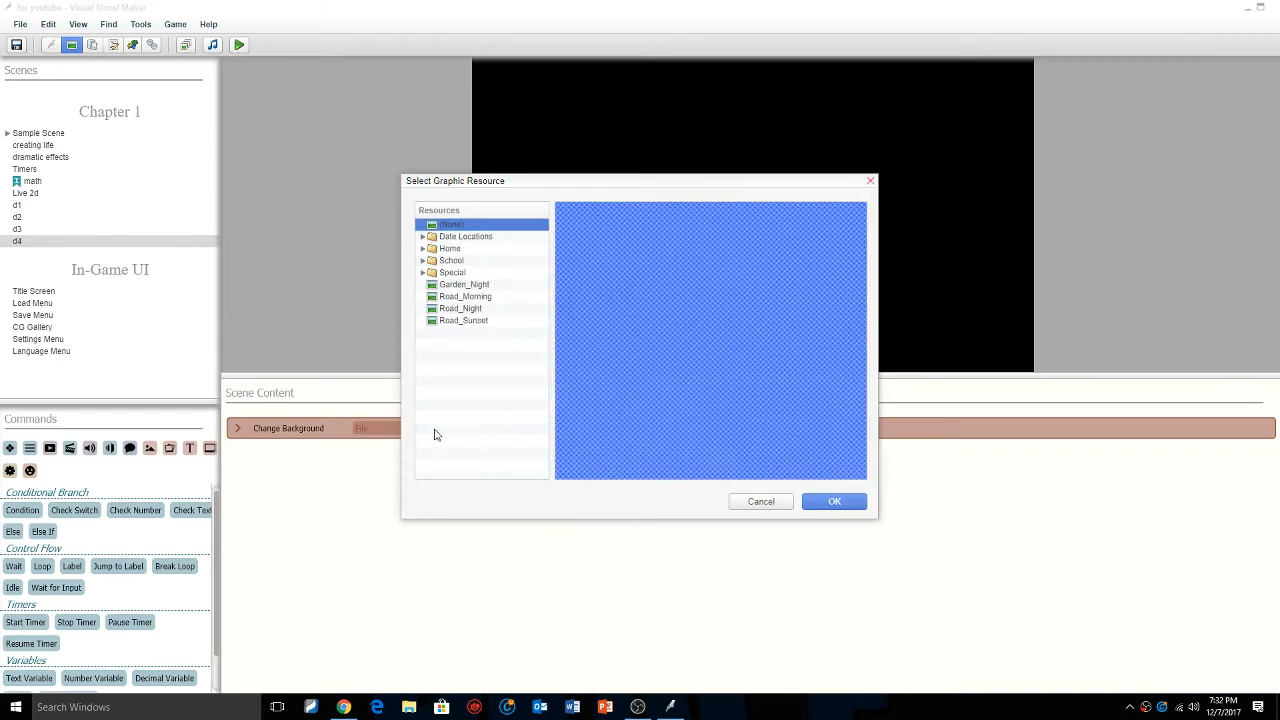 for youtube - Visual Novel Maker
File Edit View Find Tools Game Help
Scenes
Chapter 1
Sample Scene
creating life
dramatic effects
Timers
math
Live 2d
d1
d2
d3
d4
In-Game UI
Title Screen
Load Menu
Save Menu
CG Gallery
Settings Menu
Language Menu
Commands
Conditional Branch
Condition Check Switch Check Number Check Text
Else Else If
Control Flow
Wait Loop Label Jump to Label Break Loop
Idle Wait for Input
Timers
Start Timer Stop Timer Pause Timer
Resume Timer
Variables
Text Variable Number Variable Decimal Variable
Scene Content
Change Background File
Select Graphic Resource
Resources
(None)
Date Locations
Home
School
Special
Garden_Night
Road_Morning
Road_Night
Road_Sunset
Cancel OK
Search Windows
7:32 PM
12/7/2017